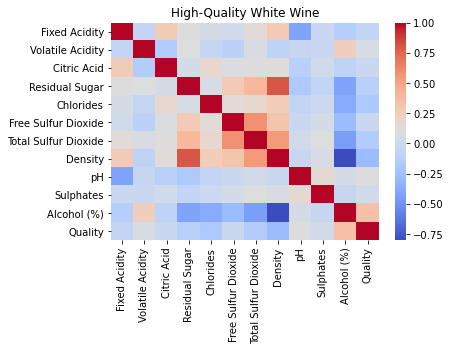 High-Quality White Wine
Fixed Acidity
Volatile Acidity
Citric Acid
Residual Sugar
Chlorides
Free Sulfur Dioxide
Total Sulfur Dioxide
Density
pH
Sulphates
Alcohol (%)
Quality
Fixed Acidity
Volatile Acidity
Citric Acid
Residual Sugar
Chlorides
Free Sulfur Dioxide
Total Sulfur Dioxide
Density
pH
Sulphates
Alcohol (%)
Quality
1.00
0.75
0.50
0.25
0.00
−0.25
−0.50
−0.75